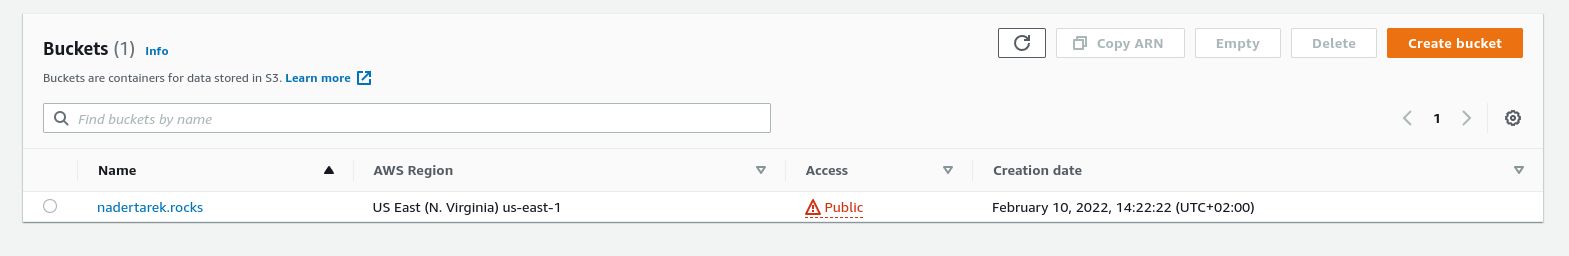 Buckets (1) Info
Copy ARN Empty Delete Create bucket
Buckets are containers for data stored in S3. Learn more
Find buckets by name
1
Name AWS Region Access Creation date
nadertarek.rocks US East (N. Virginia) us-east-1 Public February 10, 2022, 14:22:22 (UTC+02:00)